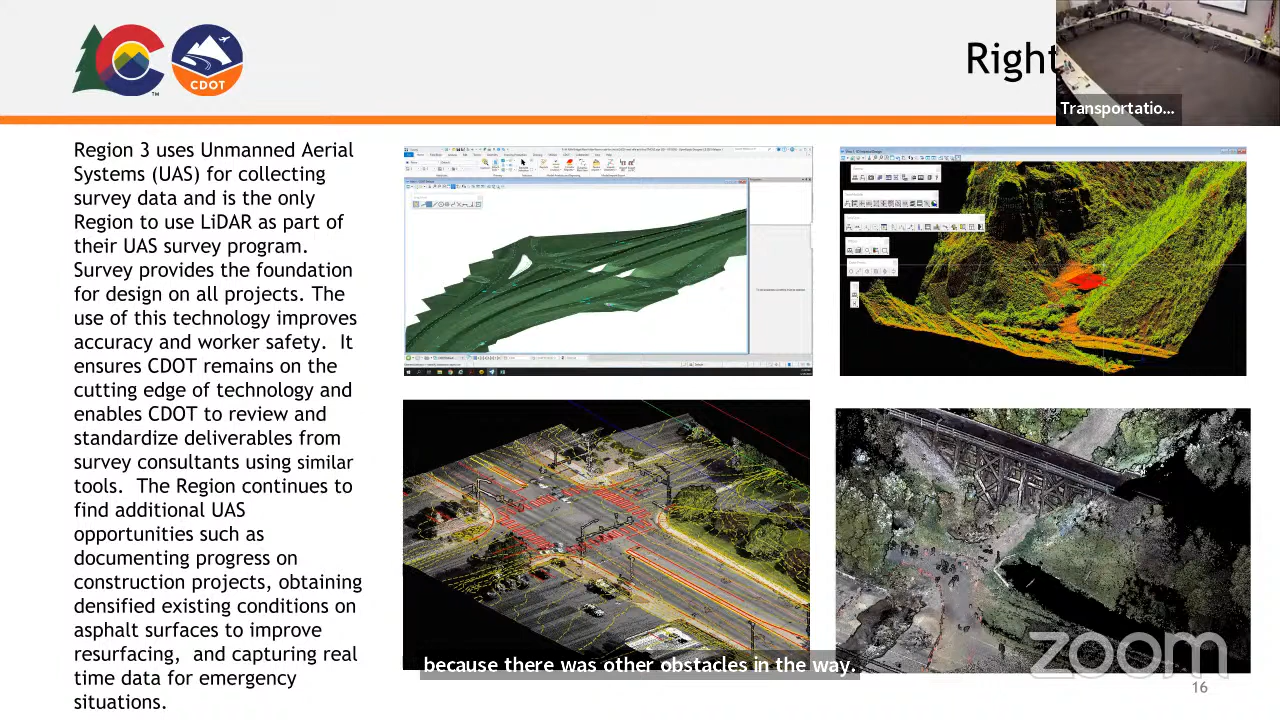 CDOT
TM
Right
Transportatio...
Region 3 uses Unmanned Aerial
Systems (UAS) for collecting
survey data and is the only
Region to use LiDAR as part of
their UAS survey program.
Survey provides the foundation
for design on all projects. The
use of this technology improves
accuracy and worker safety.  It
ensures CDOT remains on the
cutting edge of technology and
enables CDOT to review and
standardize deliverables from
survey consultants using similar
tools.  The Region continues to
find additional UAS
opportunities such as
documenting progress on
construction projects, obtaining
densified existing conditions on
asphalt surfaces to improve
resurfacing,  and capturing real
time data for emergency
situations.
because there was other obstacles in the way.
zoom
16